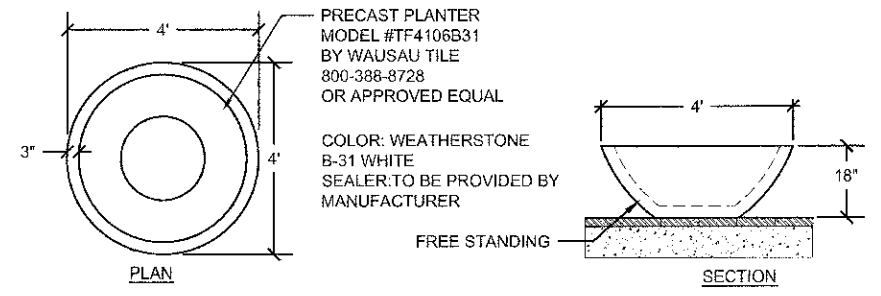 4'
PRECAST PLANTER
MODEL #TF4106B31
BY WAUSAU TILE
800-388-8728
OR APPROVED EQUAL
COLOR: WEATHERSTONE
B-31 WHITE
SEALER:TO BE PROVIDED BY
MANUFACTURER
3"
4'
PLAN
4'
18"
FREE STANDING
SECTION